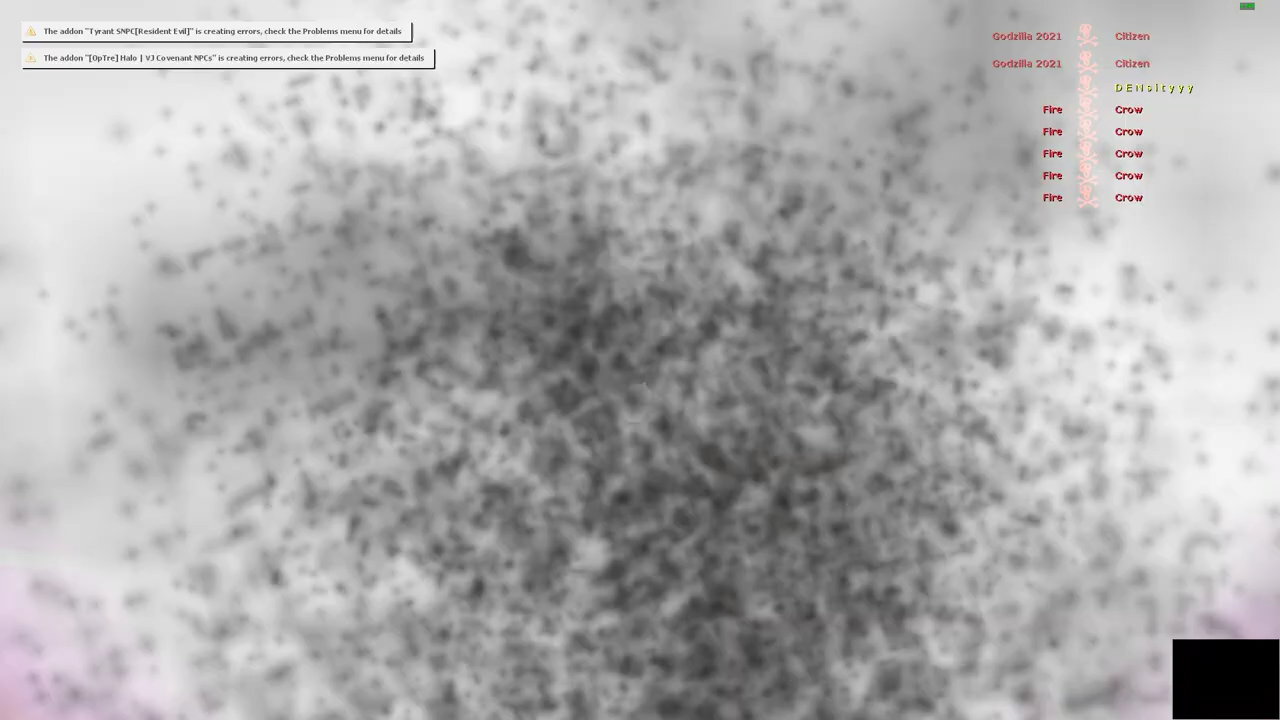 The addon "Tyrant SNPC[Resident Evil]" is creating errors, check the Problems menu for details
The addon "[OpTre] Halo | VJ Covenant NPCs" is creating errors, check the Problems menu for details
Godzilla 2021 Citizen
Godzilla 2021 Citizen
DENsityyy
Fire Crow
Fire Crow
Fire Crow
Fire Crow
Fire Crow